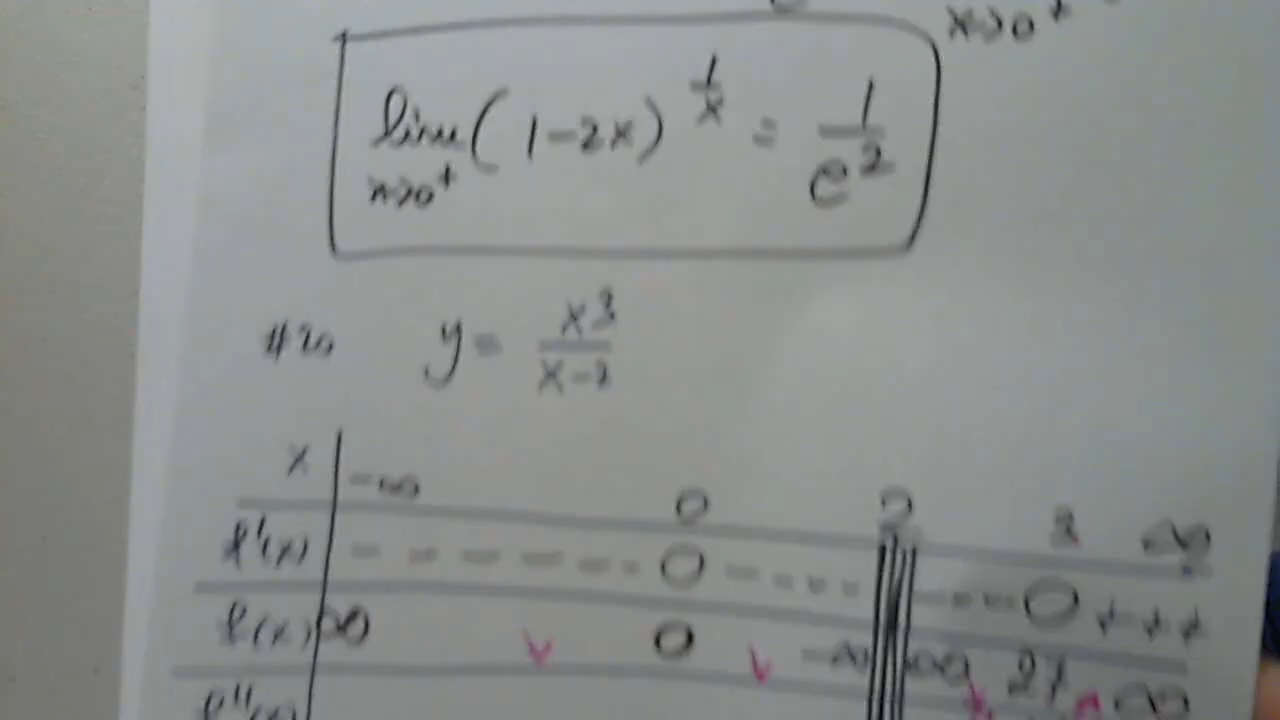 x→0⁺
lim (1-2x)^(1/x) = 1/e²
x→0⁺
#20 y = x³/(x-2)
x -∞ 0 2 3 ∞
f'(x) - - - - - - 0 - - - - - - - 0 + + +
f(x) ∞ 0 -∞ ∞ 27 ∞
f''(x)